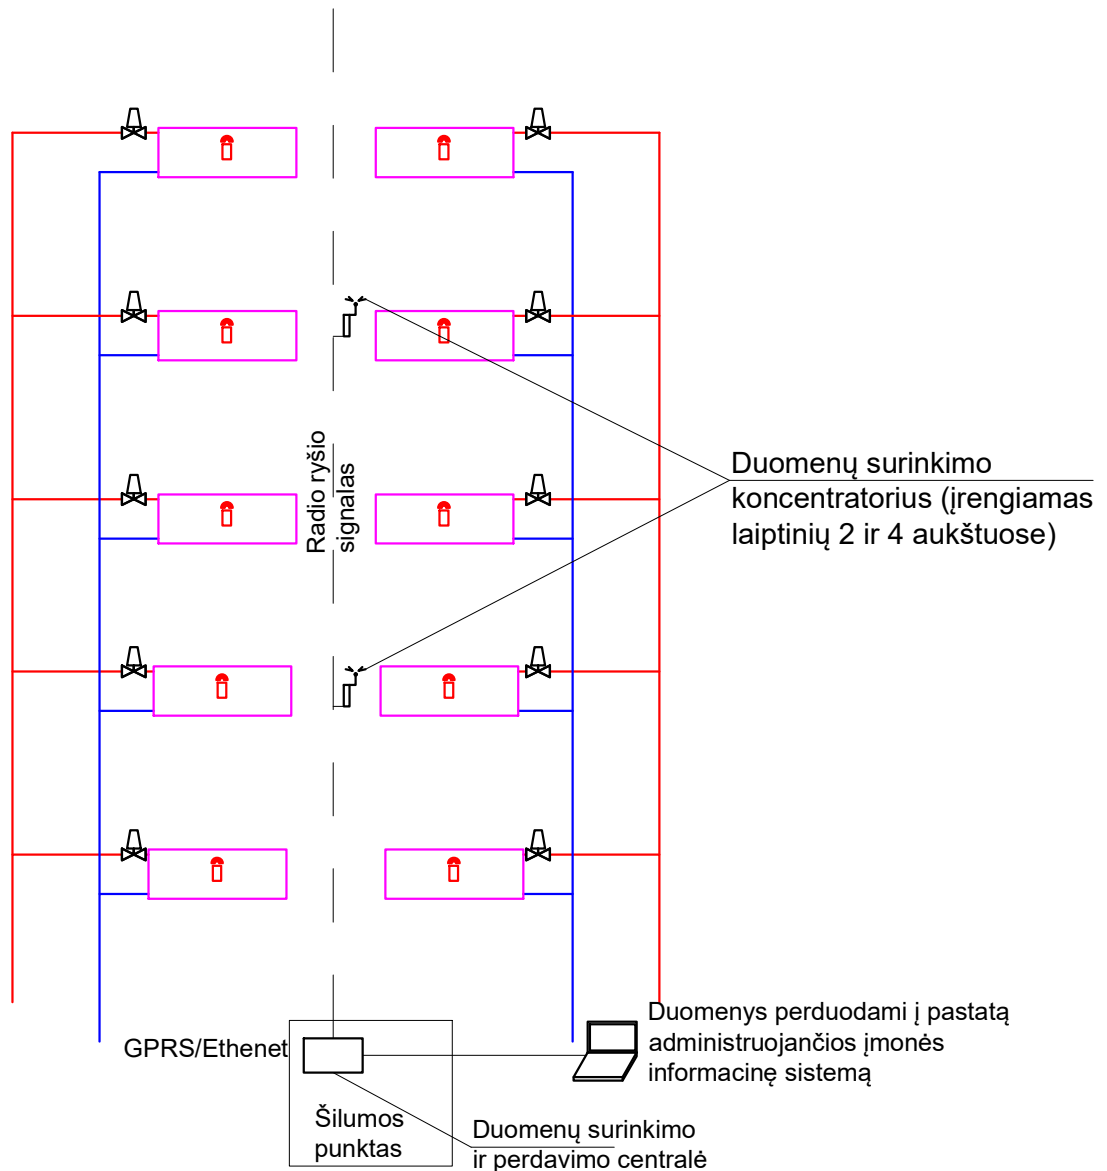 Radio ryšio
signalas
Duomenų surinkimo
koncentratorius (įrengiamas
laiptinių 2 ir 4 aukštuose)
GPRS/Ethenet
Duomenys perduodami į pastatą
administruojančios įmonės
informacinę sistemą
Šilumos
punktas
Duomenų surinkimo
ir perdavimo centralė